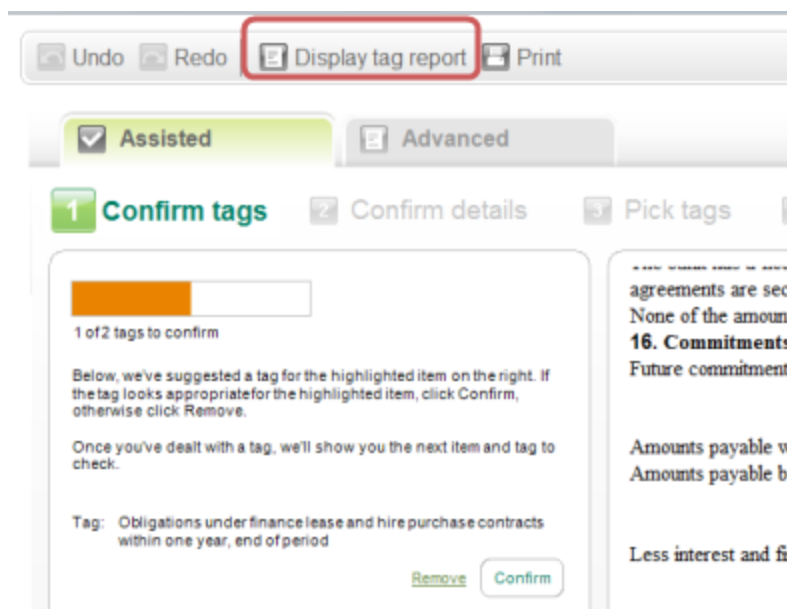 Undo Redo Display tag report Print
Assisted Advanced
1 Confirm tags 2 Confirm details 3 Pick tags
1 of 2 tags to confirm
Below, we've suggested a tag for the highlighted item on the right. If
the tag looks appropriatefor the highlighted item, click Confirm,
otherwise click Remove.
Once you've dealt with a tag, we'll show you the next item and tag to
check.
Tag: Obligations under finance lease and hire purchase contracts
within one year, end of period
Remove Confirm
agreements are sec
None of the amoun
16. Commitments
Future commitment
Amounts payable w
Amounts payable b
Less interest and fi